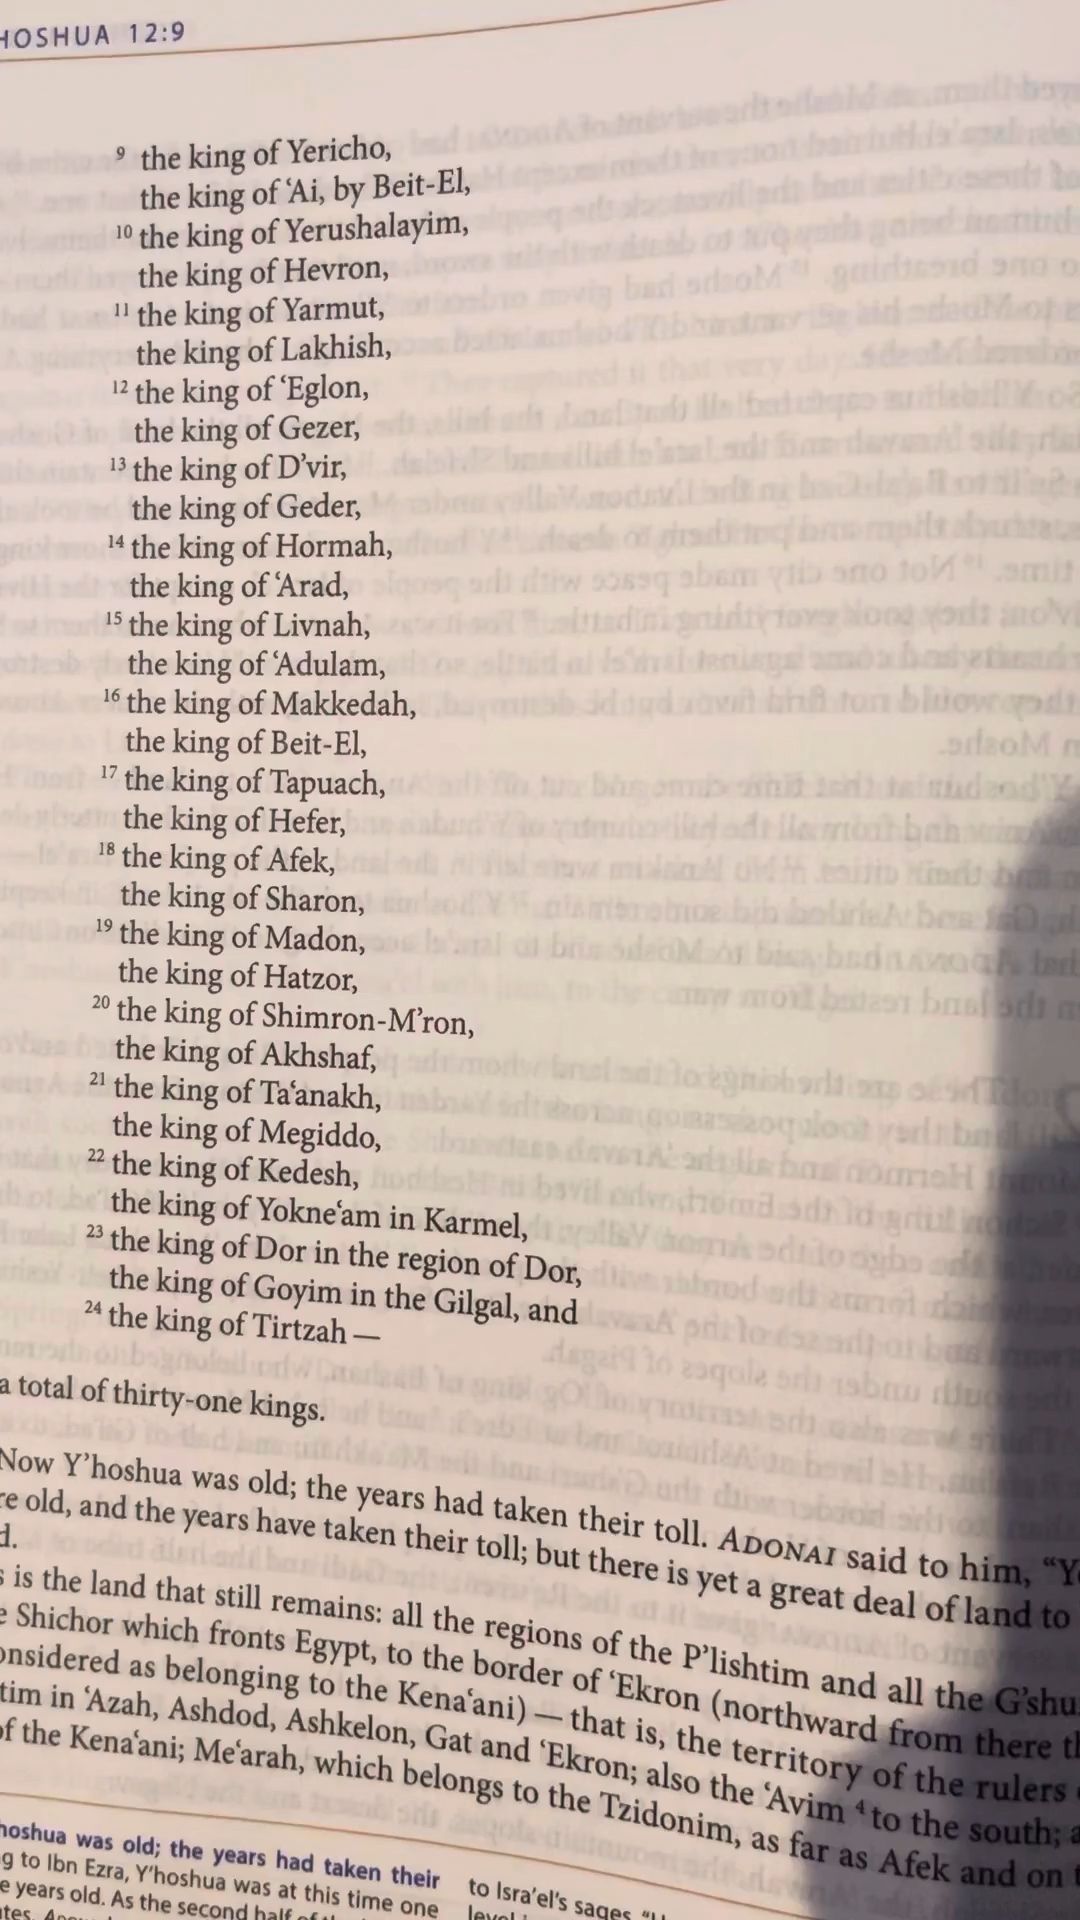 HOSHUA 12:9
9 the king of Yericho,
the king of ‘Ai, by Beit-El,
10 the king of Yerushalayim,
the king of Hevron,
11 the king of Yarmut,
the king of Lakhish,
12 the king of ‘Eglon,
the king of Gezer,
13 the king of D’vir,
the king of Geder,
14 the king of Hormah,
the king of ‘Arad,
15 the king of Livnah,
the king of ‘Adulam,
16 the king of Makkedah,
the king of Beit-El,
17 the king of Tapuach,
the king of Hefer,
18 the king of Afek,
the king of Sharon,
19 the king of Madon,
the king of Hatzor,
20 the king of Shimron-M’ron,
the king of Akhshaf,
21 the king of Ta‘anakh,
the king of Megiddo,
22 the king of Kedesh,
the king of Yokne‘am in Karmel,
23 the king of Dor in the region of Dor,
the king of Goyim in the Gilgal, and
24 the king of Tirtzah —
a total of thirty-one kings.
Now Y’hoshua was old; the years had taken their toll. ADONAI said to him, “Y
re old, and the years have taken their toll; but there is yet a great deal of land to
d.
s is the land that still remains: all the regions of the P’lishtim and all the G’shu
e Shichor which fronts Egypt, to the border of ‘Ekron (northward from there th
onsidered as belonging to the Kena‘ani) — that is, the territory of the rulers
tim in ‘Azah, Ashdod, Ashkelon, Gat and ‘Ekron; also the ‘Avim 4 to the south; a
of the Kena‘ani; Me‘arah, which belongs to the Tzidonim, as far as Afek and on t
hoshua was old; the years had taken their
g to Ibn Ezra, Y’hoshua was at this time one
e years old. As the second half of
to Isra’el’s sages